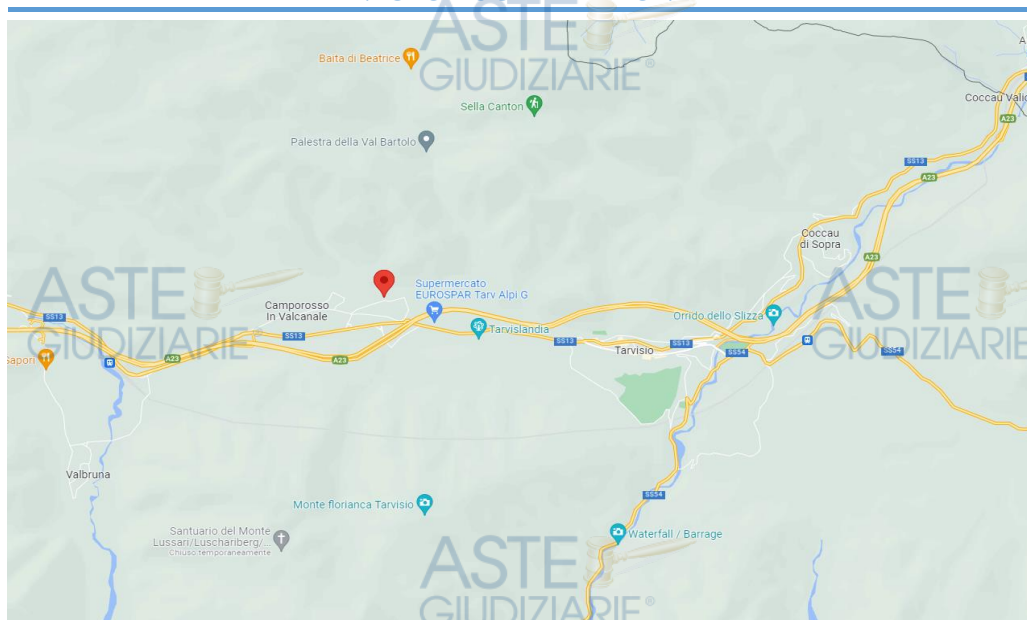 ASTE
GIUDIZIARIE®
Baita di Beatrice
Sella Canton
Palestra della Val Bartolo
Coccau Valic
A23
SS13
A23
Coccau
di Sopra
A23
ASTE
GIUDIZIARIE
Supermercato
EUROSPAR Tarv Alpi G
Camporosso
In Valcanale
ASTE
GIUDIZIARIE
Orrido dello Slizza
SS13
SS13
Tarvislandia
SS13
SS13
Tarvisio
SS54
SS54
Sapori
A23
A23
Valbruna
SS54
Monte florianca Tarvisio
Santuario del Monte
Lussari/Luschariberg/...
Chiuso temporaneamente
Waterfall / Barrage
ASTE
GIUDIZIARIE®